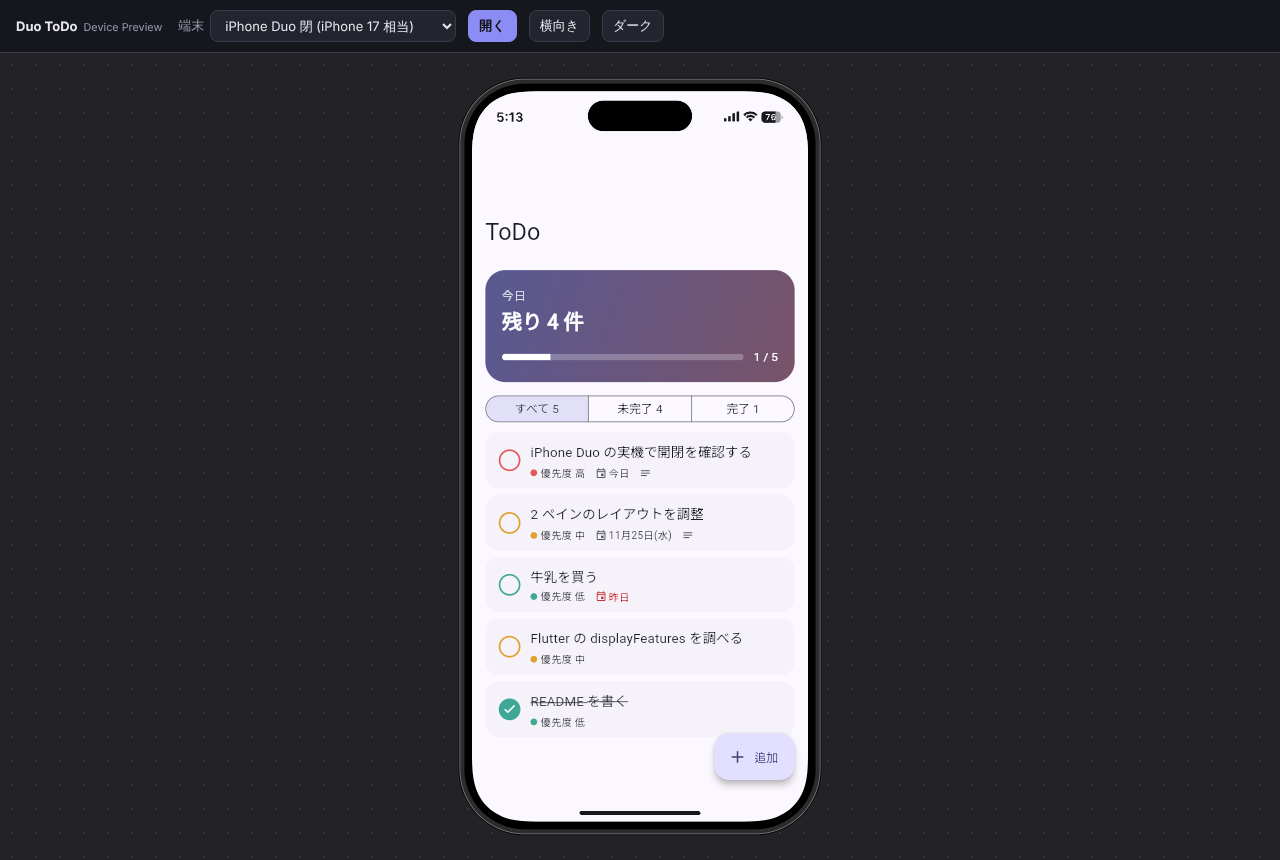 Duo ToDo Device Preview 端末 iPhone Duo 閉 (iPhone 17 相当) 開く 横向き ダーク
5:13 76
ToDo
今日
残り 4 件
1 / 5
すべて 5 未完了 4 完了 1
iPhone Duo の実機で開閉を確認する
優先度 高 今日
2 ペインのレイアウトを調整
優先度 中 11月25日(水)
牛乳を買う
優先度 低 昨日
Flutter の displayFeatures を調べる
優先度 中
README を書く
優先度 低
追加